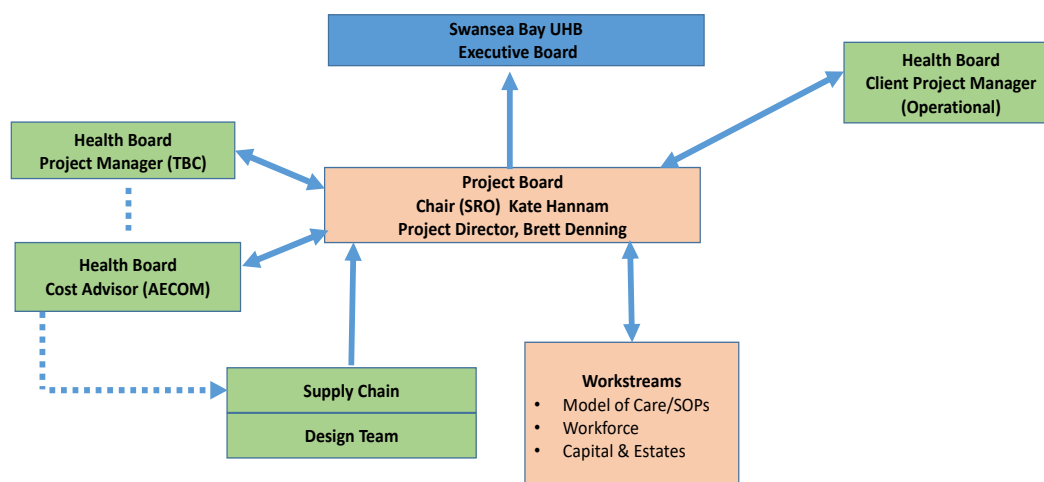 Swansea Bay UHB
Executive Board
Health Board
Client Project Manager
(Operational)
Health Board
Project Manager (TBC)
Project Board
Chair (SRO)  Kate Hannam
Project Director, Brett Denning
Health Board
Cost Advisor (AECOM)
Supply Chain
Design Team
Workstreams
• Model of Care/SOPs
• Workforce
• Capital & Estates